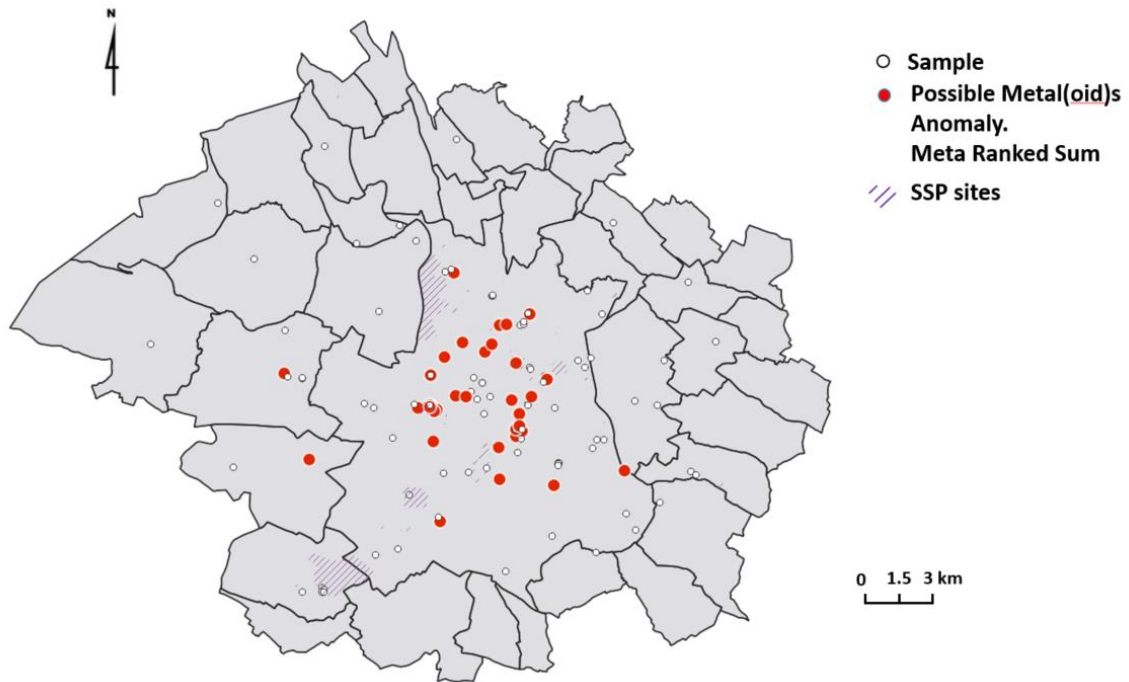 N
Sample
Possible Metal(oid)s
Anomaly.
Meta Ranked Sum
SSP sites
0 1.5 3 km